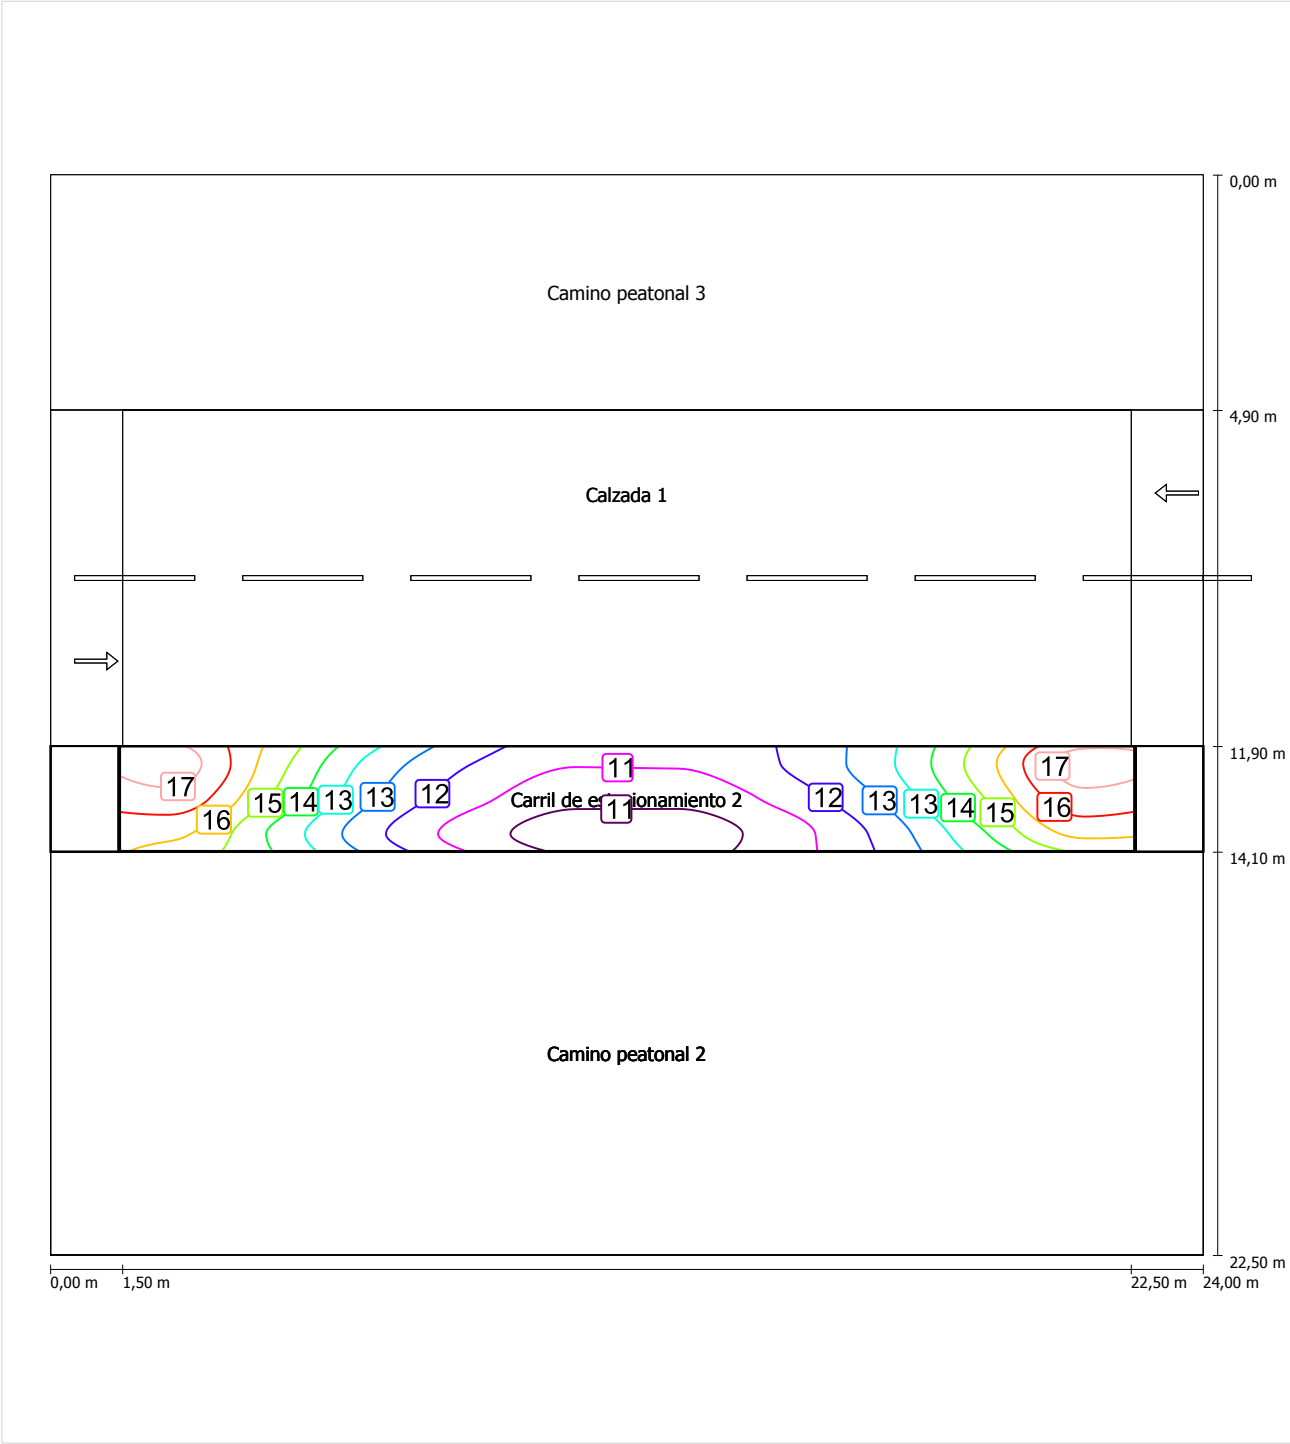 0,00 m
Camino peatonal 3
4,90 m
Calzada 1
11,90 m
17 16 15 14 13 13 12 11 12 13 13 14 15 16 17
Carril de estacionamiento 2
11
14,10 m
Camino peatonal 2
22,50 m
0,00 m 1,50 m 22,50 m 24,00 m